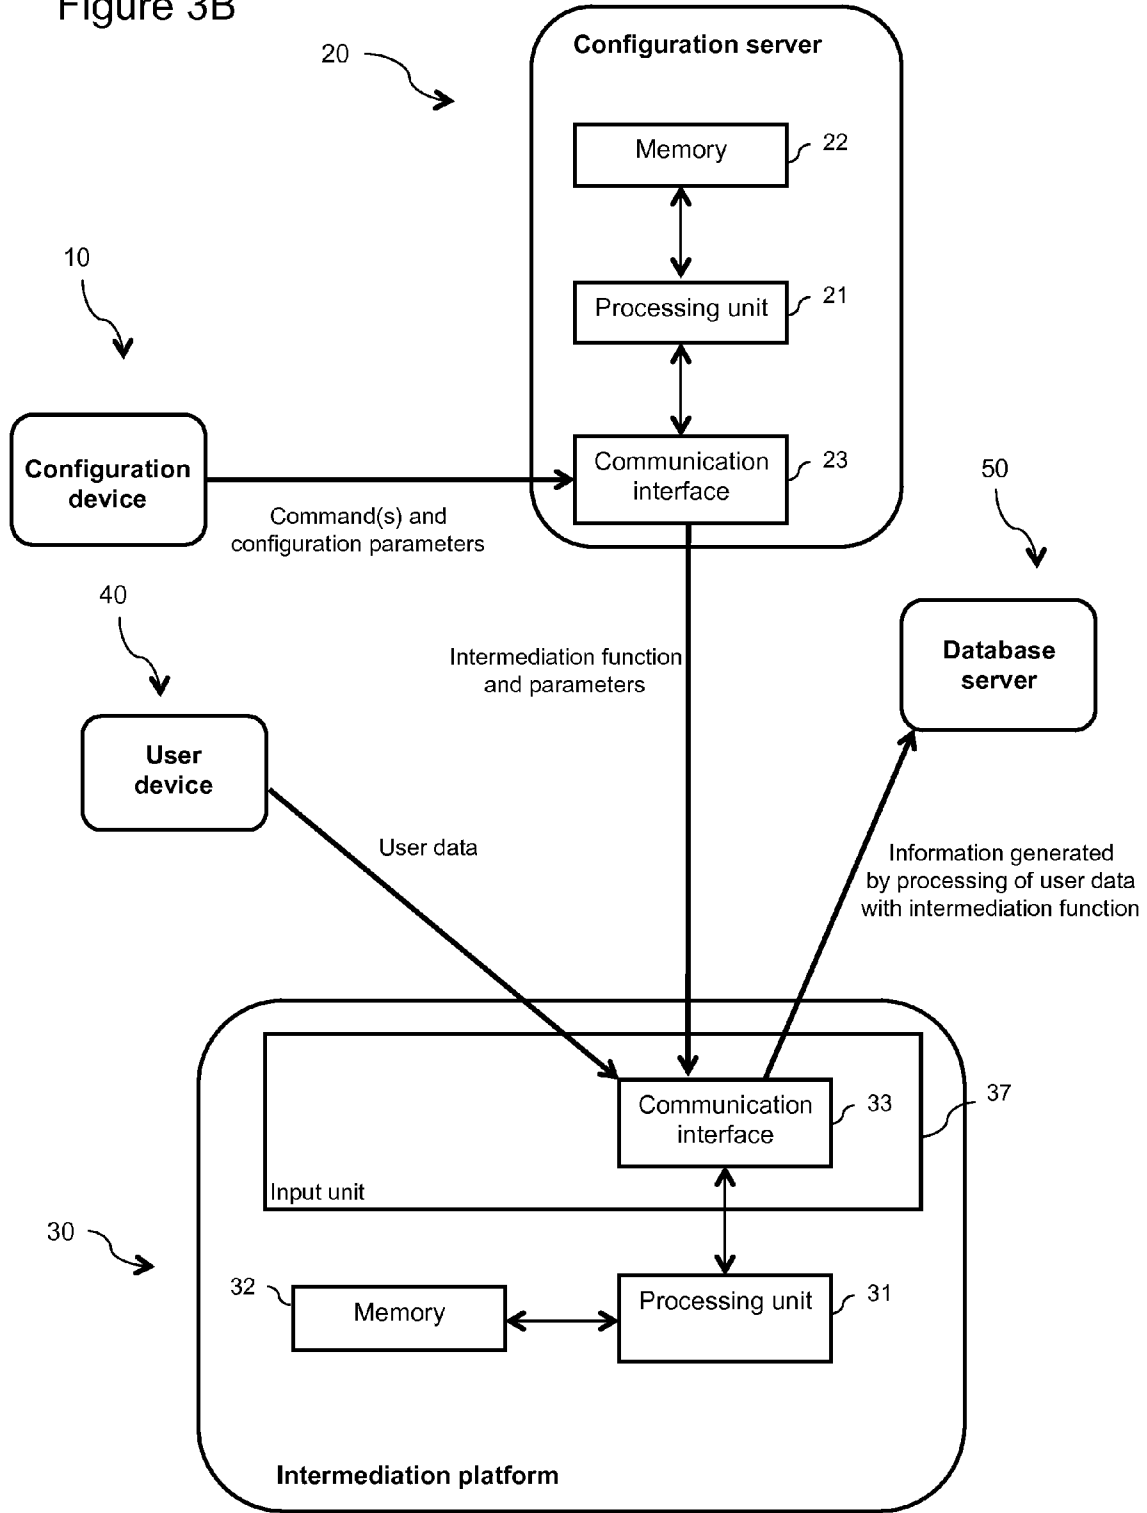 Figure 3B
Configuration server
20
Memory
22
10
Processing unit
21
Configuration
device
Communication
interface
23
50
Command(s) and
configuration parameters
40
Intermediation function
and parameters
Database
server
User
device
User data
Information generated
by processing of user data
with intermediation function
Communication
interface
33
37
Input unit
30
32
Memory
Processing unit
31
Intermediation platform